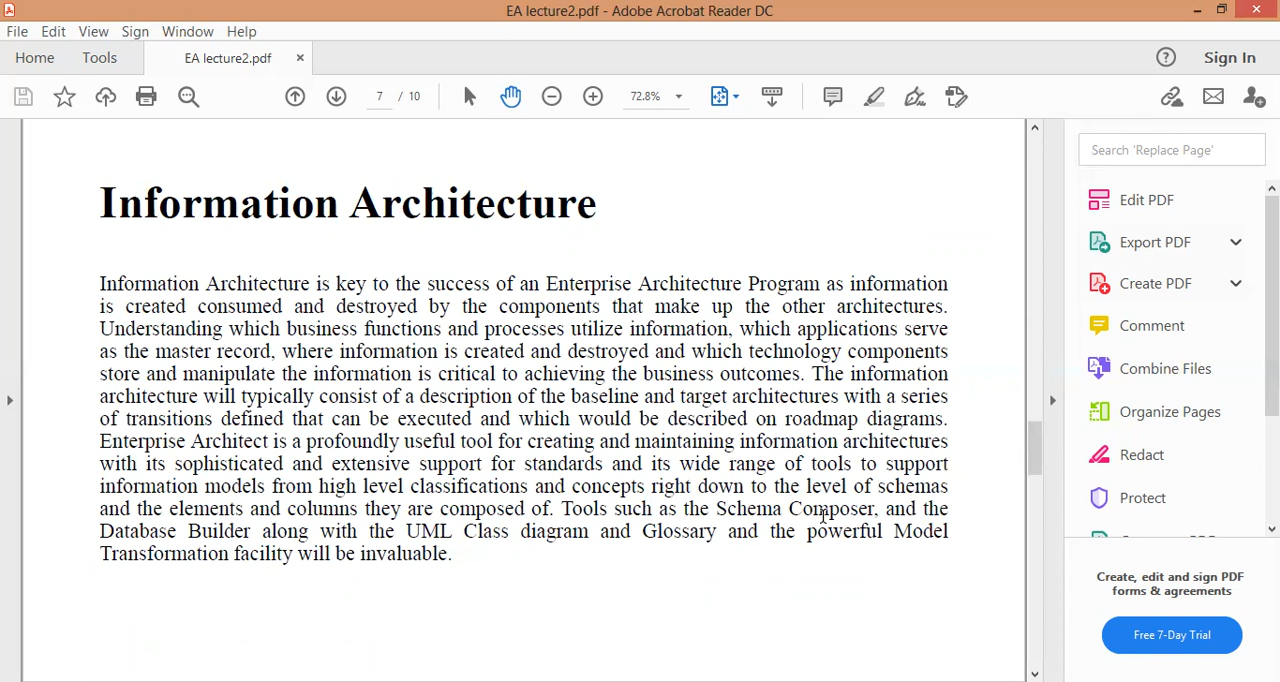 EA lecture2.pdf - Adobe Acrobat Reader DC
File Edit View Sign Window Help
Home Tools EA lecture2.pdf × Sign In
7 / 10 72.8%
Information Architecture
Information Architecture is key to the success of an Enterprise Architecture Program as information
is created consumed and destroyed by the components that make up the other architectures.
Understanding which business functions and processes utilize information, which applications serve
as the master record, where information is created and destroyed and which technology components
store and manipulate the information is critical to achieving the business outcomes. The information
architecture will typically consist of a description of the baseline and target architectures with a series
of transitions defined that can be executed and which would be described on roadmap diagrams.
Enterprise Architect is a profoundly useful tool for creating and maintaining information architectures
with its sophisticated and extensive support for standards and its wide range of tools to support
information models from high level classifications and concepts right down to the level of schemas
and the elements and columns they are composed of. Tools such as the Schema Composer, and the
Database Builder along with the UML Class diagram and Glossary and the powerful Model
Transformation facility will be invaluable.
Search 'Replace Page'
Edit PDF
Export PDF
Create PDF
Comment
Combine Files
Organize Pages
Redact
Protect
Create, edit and sign PDF
forms & agreements
Free 7-Day Trial